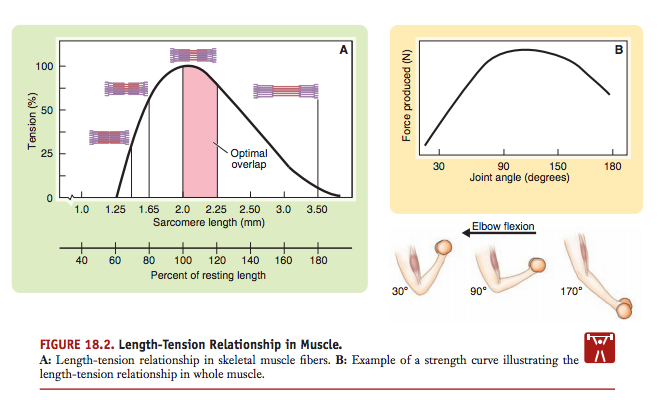 A
Tension (%)
100
50
25
0
Optimal
overlap
1.0 1.25 1.65 2.0 2.25 2.50 3.0 3.50
Sarcomere length (mm)
40 60 80 100 120 140 160 180
Percent of resting length
B
Force produced (N)
30 90 150 180
Joint angle (degrees)
Elbow flexion
30° 90° 170°
FIGURE 18.2. Length-Tension Relationship in Muscle.
A: Length-tension relationship in skeletal muscle fibers. B: Example of a strength curve illustrating the
length-tension relationship in whole muscle.